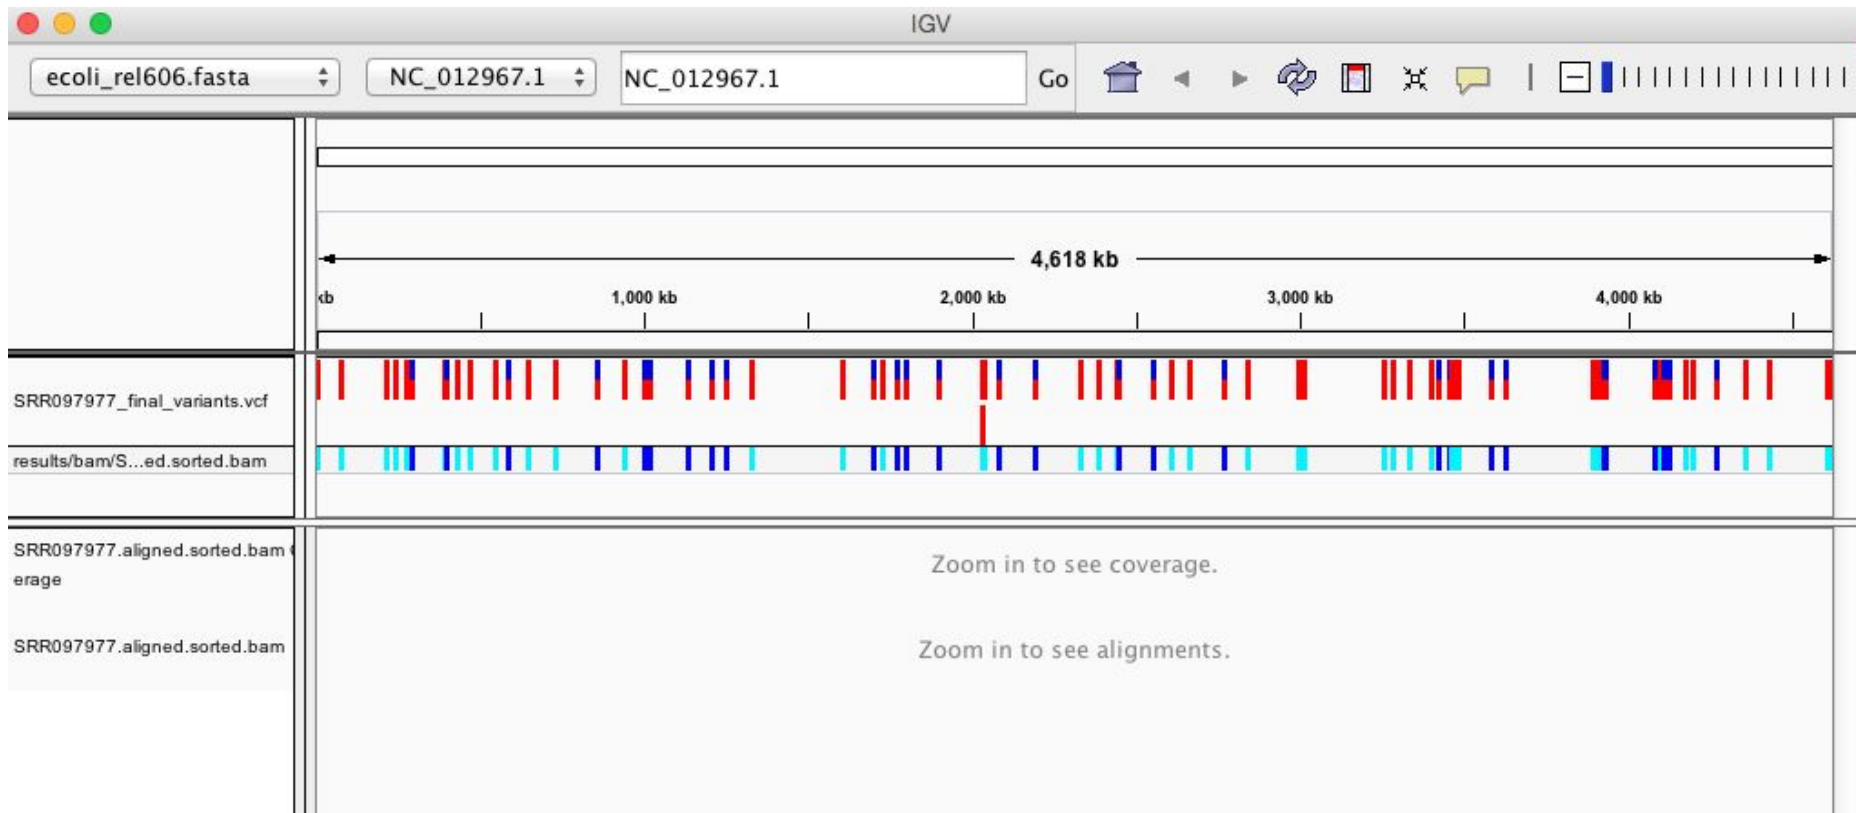 IGV
ecoli_rel606.fasta NC_012967.1 NC_012967.1 Go
4,618 kb
kb 1,000 kb 2,000 kb 3,000 kb 4,000 kb
SRR097977_final_variants.vcf
results/bam/S...ed.sorted.bam
SRR097977.aligned.sorted.bam
erage
Zoom in to see coverage.
SRR097977.aligned.sorted.bam
Zoom in to see alignments.